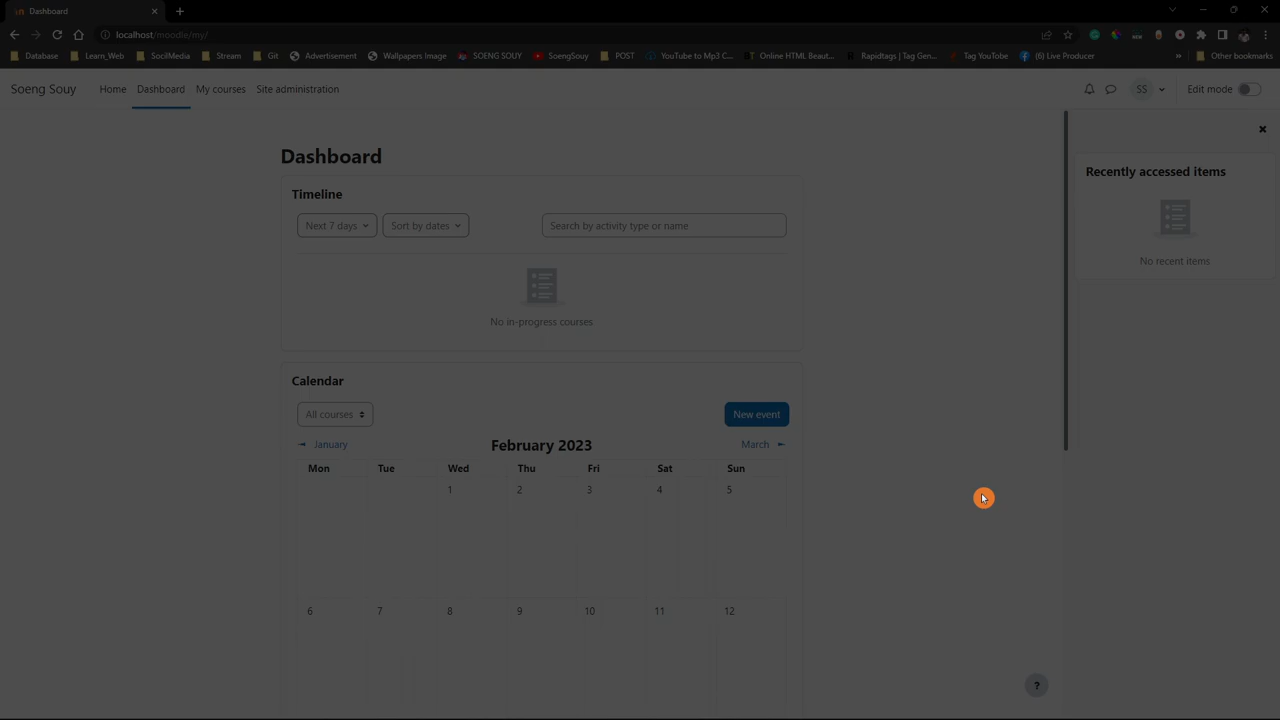 Dashboard
localhost/moodle/my/
Database Learn_Web SocilMedia Stream Git Advertisement Wallpapers Image SOENG SOUY SoengSouy POST YouTube to Mp3 C... Online HTML Beaut... Rapidtags | Tag Gen... Tag YouTube (6) Live Producer » Other bookmarks
Soeng Souy Home Dashboard My courses Site administration SS Edit mode
Dashboard
Recently accessed items
Timeline
Next 7 days Sort by dates Search by activity type or name
No recent items
No in-progress courses
Calendar
All courses New event
January February 2023 March
Mon Tue Wed Thu Fri Sat Sun
1 2 3 4 5
6 7 8 9 10 11 12
?